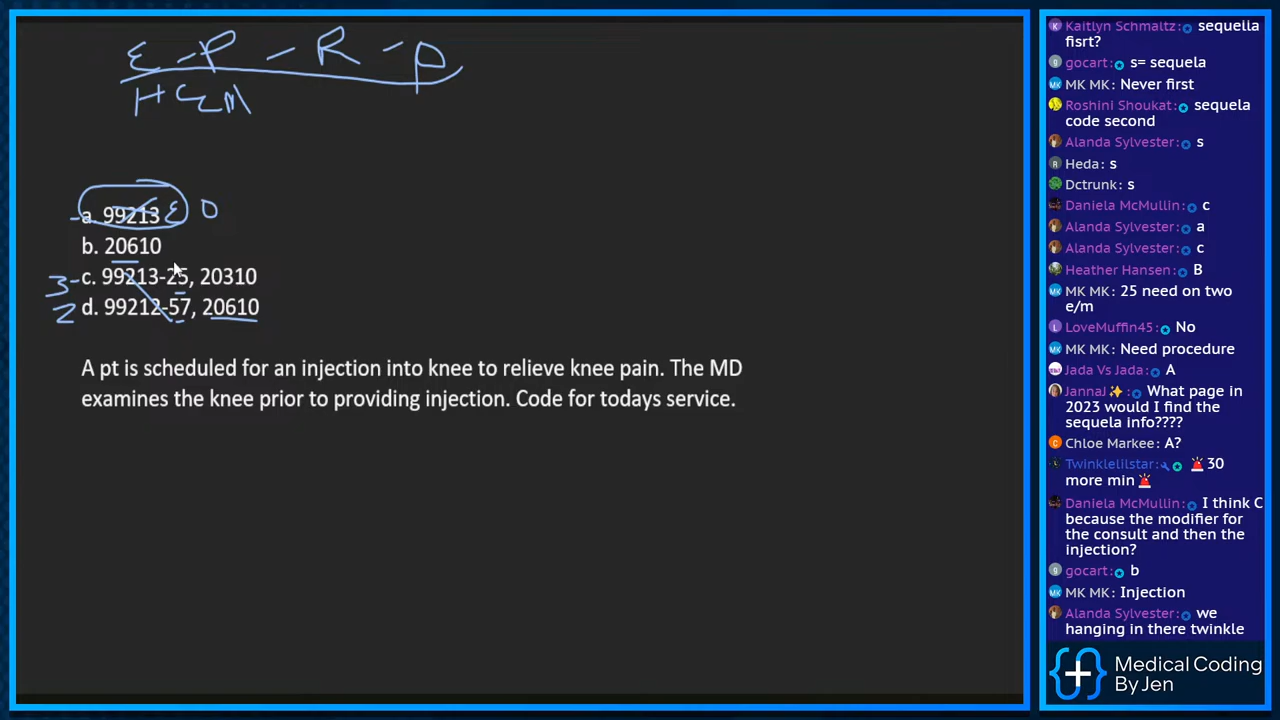 E - P - R - P
HEM
a. 99213 E 0
b. 20610
3- c. 99213-25, 20310
2 d. 99212-57, 20610
A pt is scheduled for an injection into knee to relieve knee pain. The MD
examines the knee prior to providing injection. Code for todays service.
Kaitlyn Schmaltz: sequella
fisrt?
gocart: s= sequela
MK MK: Never first
Roshini Shoukat: sequela
code second
Alanda Sylvester: s
Heda: s
Dctrunk: s
Daniela McMullin: c
Alanda Sylvester: a
Alanda Sylvester: c
Heather Hansen: B
MK MK: 25 need on two
e/m
LoveMuffin45: No
MK MK: Need procedure
Jada Vs Jada: A
JannaJ✨: What page in
2023 would I find the
sequela info????
Chloe Markee: A?
Twinklelilstar: 🚨30
more min🚨
Daniela McMullin: I think C
because the modifier for
the consult and then the
injection?
gocart: b
MK MK: Injection
Alanda Sylvester: we
hanging in there twinkle
Medical Coding
By Jen